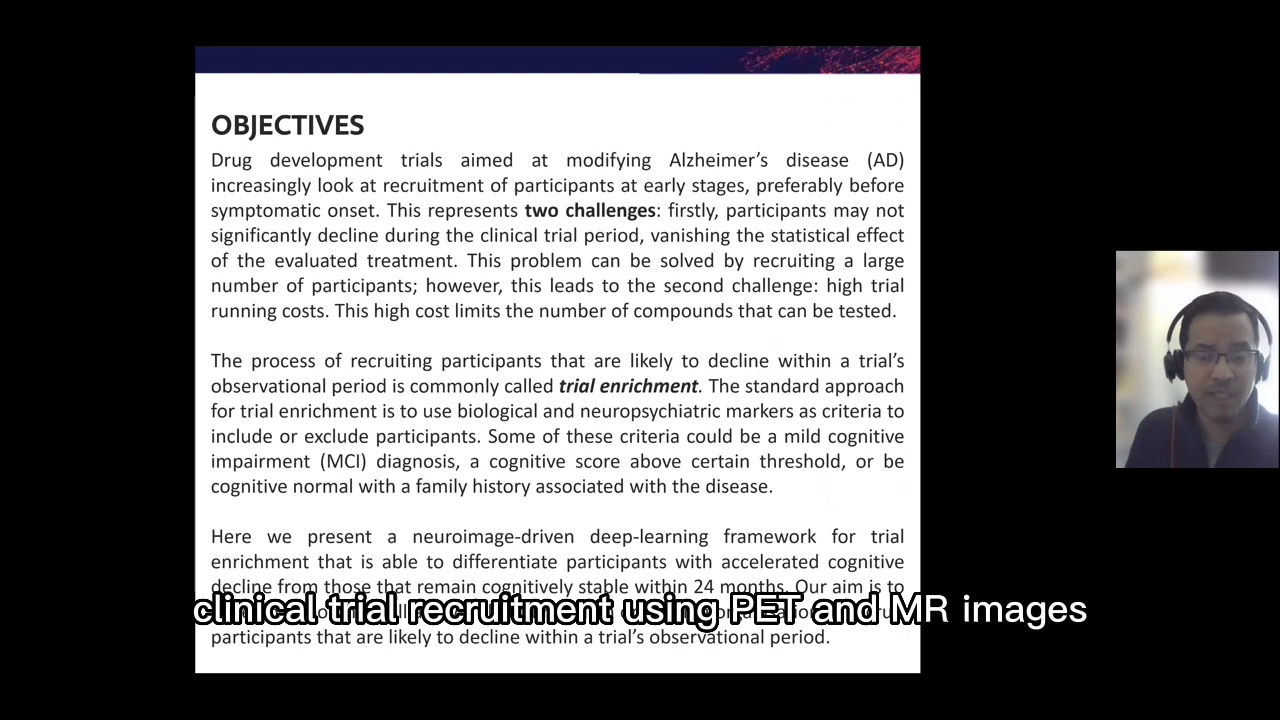 OBJECTIVES
Drug development trials aimed at modifying Alzheimer's disease (AD)
increasingly look at recruitment of participants at early stages, preferably before
symptomatic onset. This represents two challenges: firstly, participants may not
significantly decline during the clinical trial period, vanishing the statistical effect
of the evaluated treatment. This problem can be solved by recruiting a large
number of participants; however, this leads to the second challenge: high trial
running costs. This high cost limits the number of compounds that can be tested.
The process of recruiting participants that are likely to decline within a trial's
observational period is commonly called trial enrichment. The standard approach
for trial enrichment is to use biological and neuropsychiatric markers as criteria to
include or exclude participants. Some of these criteria could be a mild cognitive
impairment (MCI) diagnosis, a cognitive score above certain threshold, or be
cognitive normal with a family history associated with the disease.
Here we present a neuroimage-driven deep-learning framework for trial
enrichment that is able to differentiate participants with accelerated cognitive
decline from those that remain cognitively stable within 24 months. Our aim is to
clinical trial recruitment using PET and MR images
participants that are likely to decline within a trial's observational period.